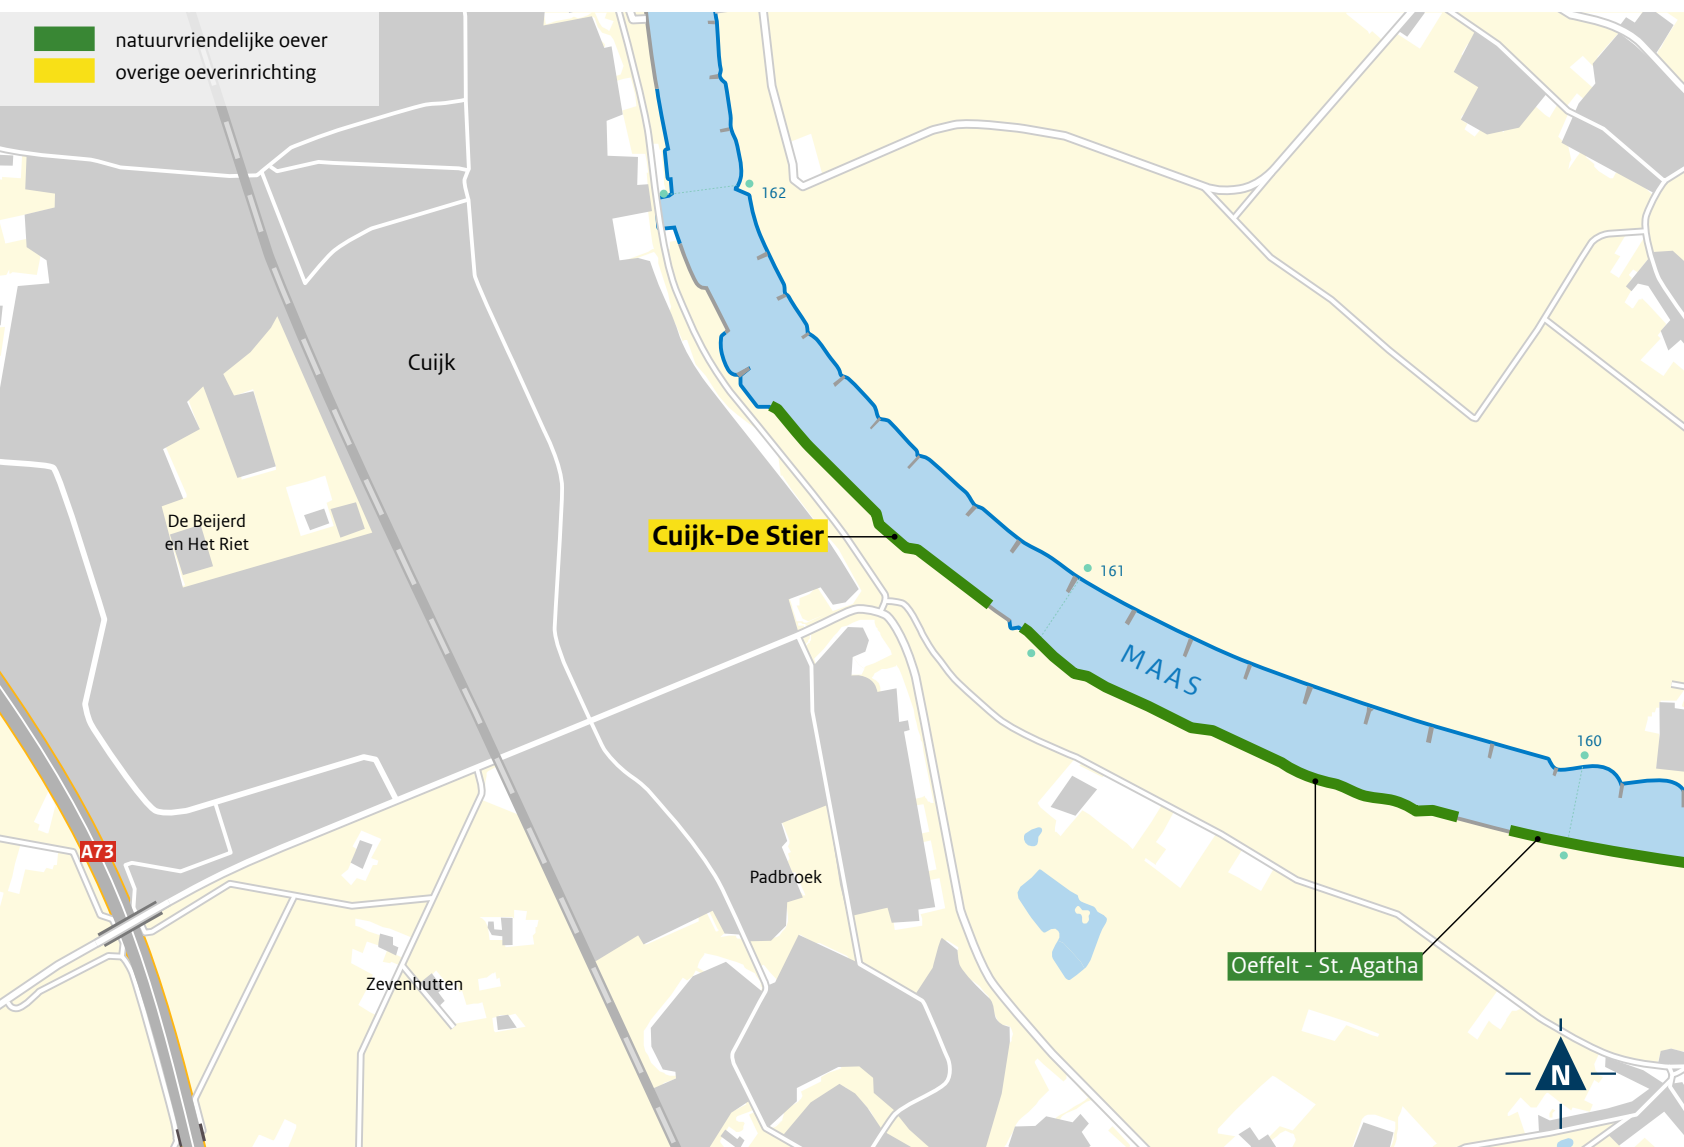 natuurvriendelijke oever
overige oeverinrichting
162
Cuijk
De Beijerd
en Het Riet
Cuijk-De Stier
161
MAAS
160
A73
Padbroek
Oeffelt - St. Agatha
Zevenhutten
N